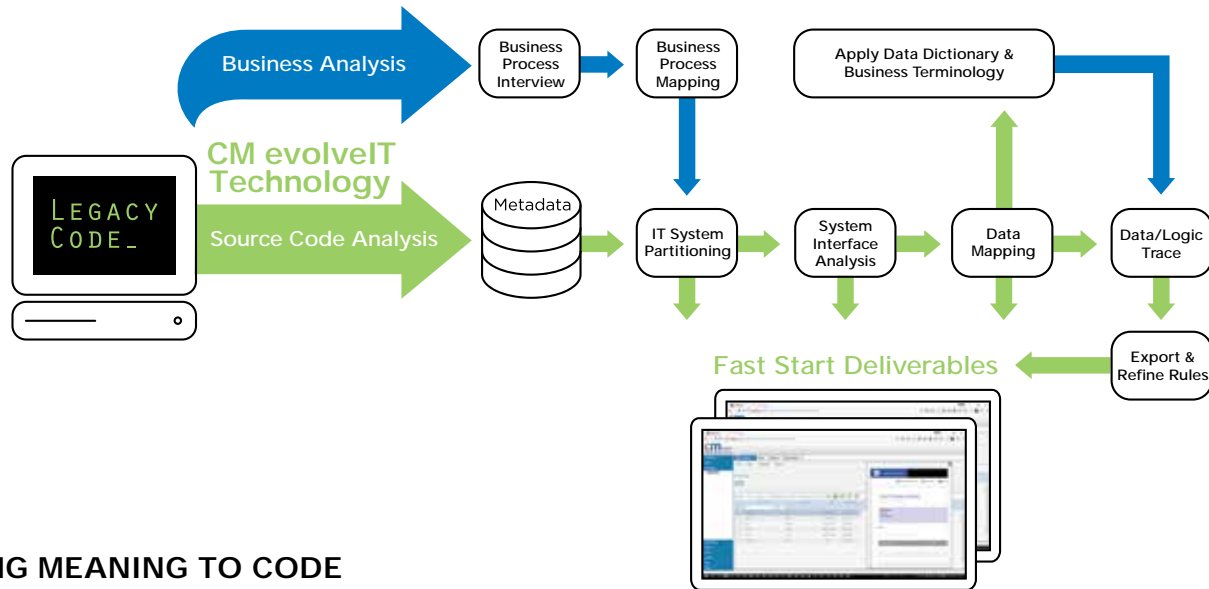 Business Analysis
Business
Process
Interview
Business
Process
Mapping
Apply Data Dictionary &
Business Terminology
CM evolveIT
Technology
LEGACY
CODE_
Source Code Analysis
Metadata
IT System
Partitioning
System
Interface
Analysis
Data
Mapping
Data/Logic
Trace
Fast Start Deliverables
Export &
Refine Rules
cm
MEANING TO CODE